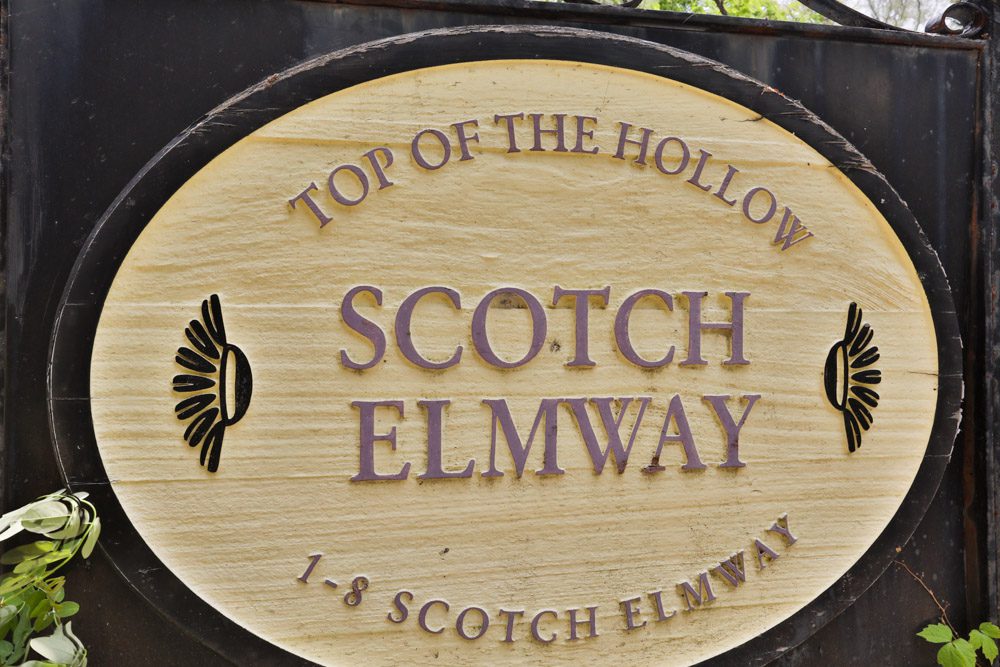 TOP OF THE HOLLOW
SCOTCH
ELMWAY
1-8 SCOTCH ELMWAY